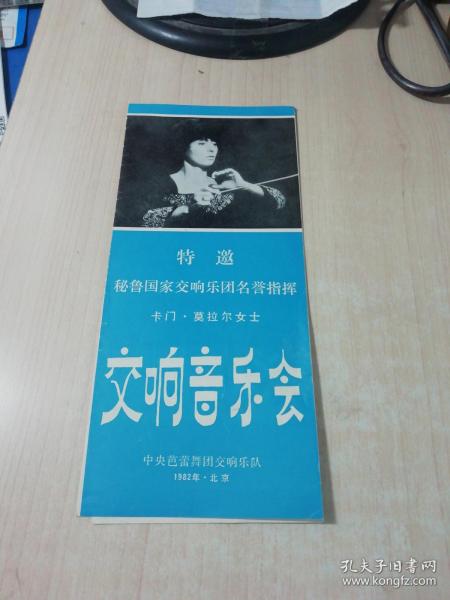 特邀
秘鲁国家交响乐团名誉指挥
卡门·莫拉尔女士
交响音乐会
中央芭蕾舞团交响乐队
1982年·北京
孔夫子旧书网
www.kongfz.com